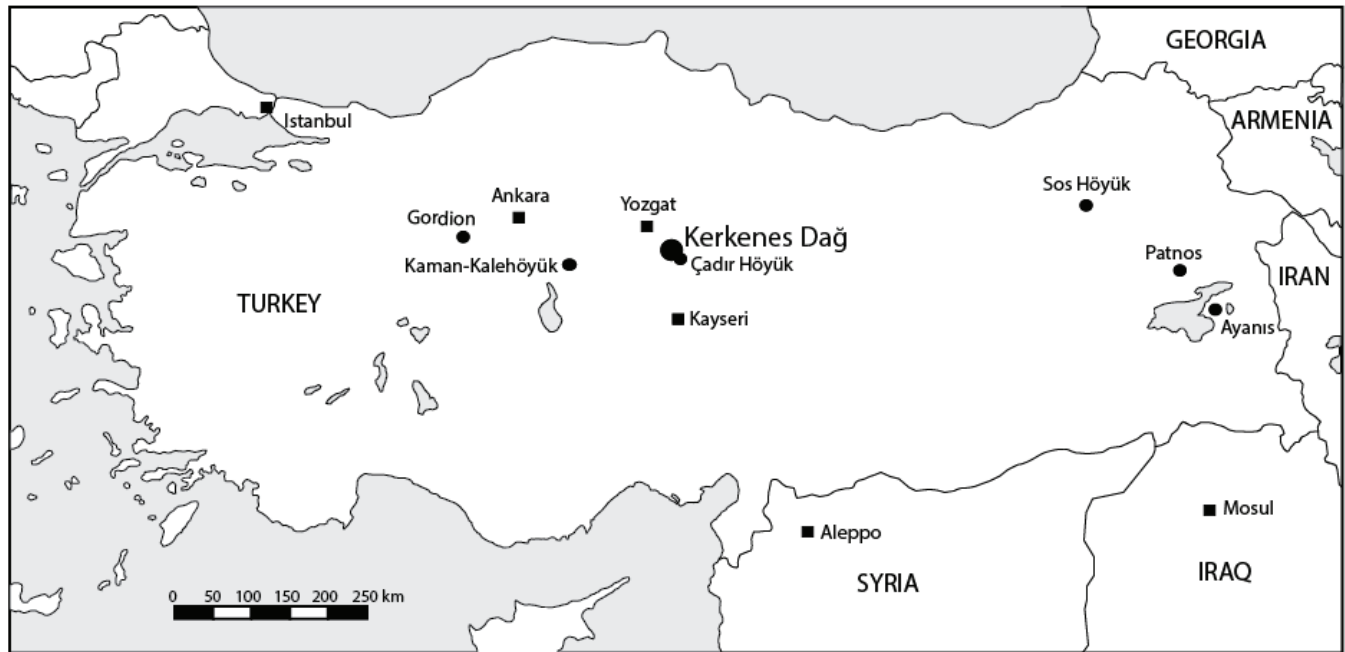 GEORGIA
ARMENIA
Istanbul
Sos Höyük
Ankara
Yozgat
Gordion
Kerkenes Dağ
Çadır Höyük
Kaman-Kalehöyük
Patnos
IRAN
TURKEY
Kayseri
Ayanıs
Mosul
Aleppo
SYRIA
IRAQ
0 50 100 150 200 250 km